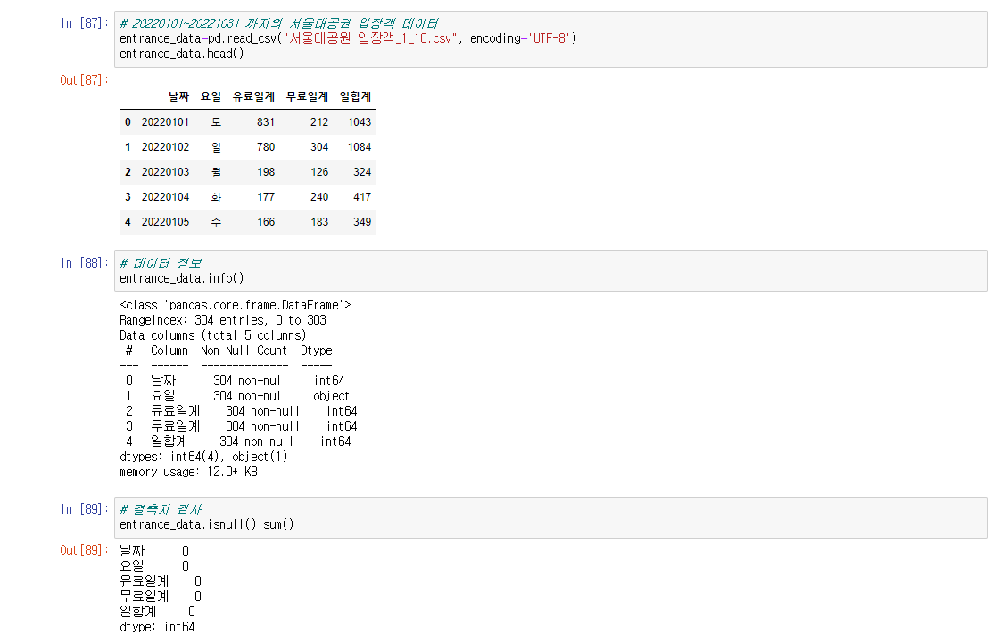 In [87]: # 20220101~20221031 까지의 서울대공원 입장객 데이터
entrance_data=pd.read_csv("서울대공원 입장객_1_10.csv", encoding='UTF-8')
entrance_data.head()
Out[87]:
날짜 요일 유료일계 무료일계 일합계
0 20220101 토 831 212 1043
1 20220102 일 780 304 1084
2 20220103 월 198 126 324
3 20220104 화 177 240 417
4 20220105 수 166 183 349
In [88]: # 데이터 정보
entrance_data.info()
<class 'pandas.core.frame.DataFrame'>
RangeIndex: 304 entries, 0 to 303
Data columns (total 5 columns):
# Column Non-Null Count Dtype
--- ------ -------------- -----
0 날짜 304 non-null int64
1 요일 304 non-null object
2 유료일계 304 non-null int64
3 무료일계 304 non-null int64
4 일합계 304 non-null int64
dtypes: int64(4), object(1)
memory usage: 12.0+ KB
In [89]: # 결측치 검사
entrance_data.isnull().sum()
Out[89]: 날짜 0
요일 0
유료일계 0
무료일계 0
일합계 0
dtype: int64